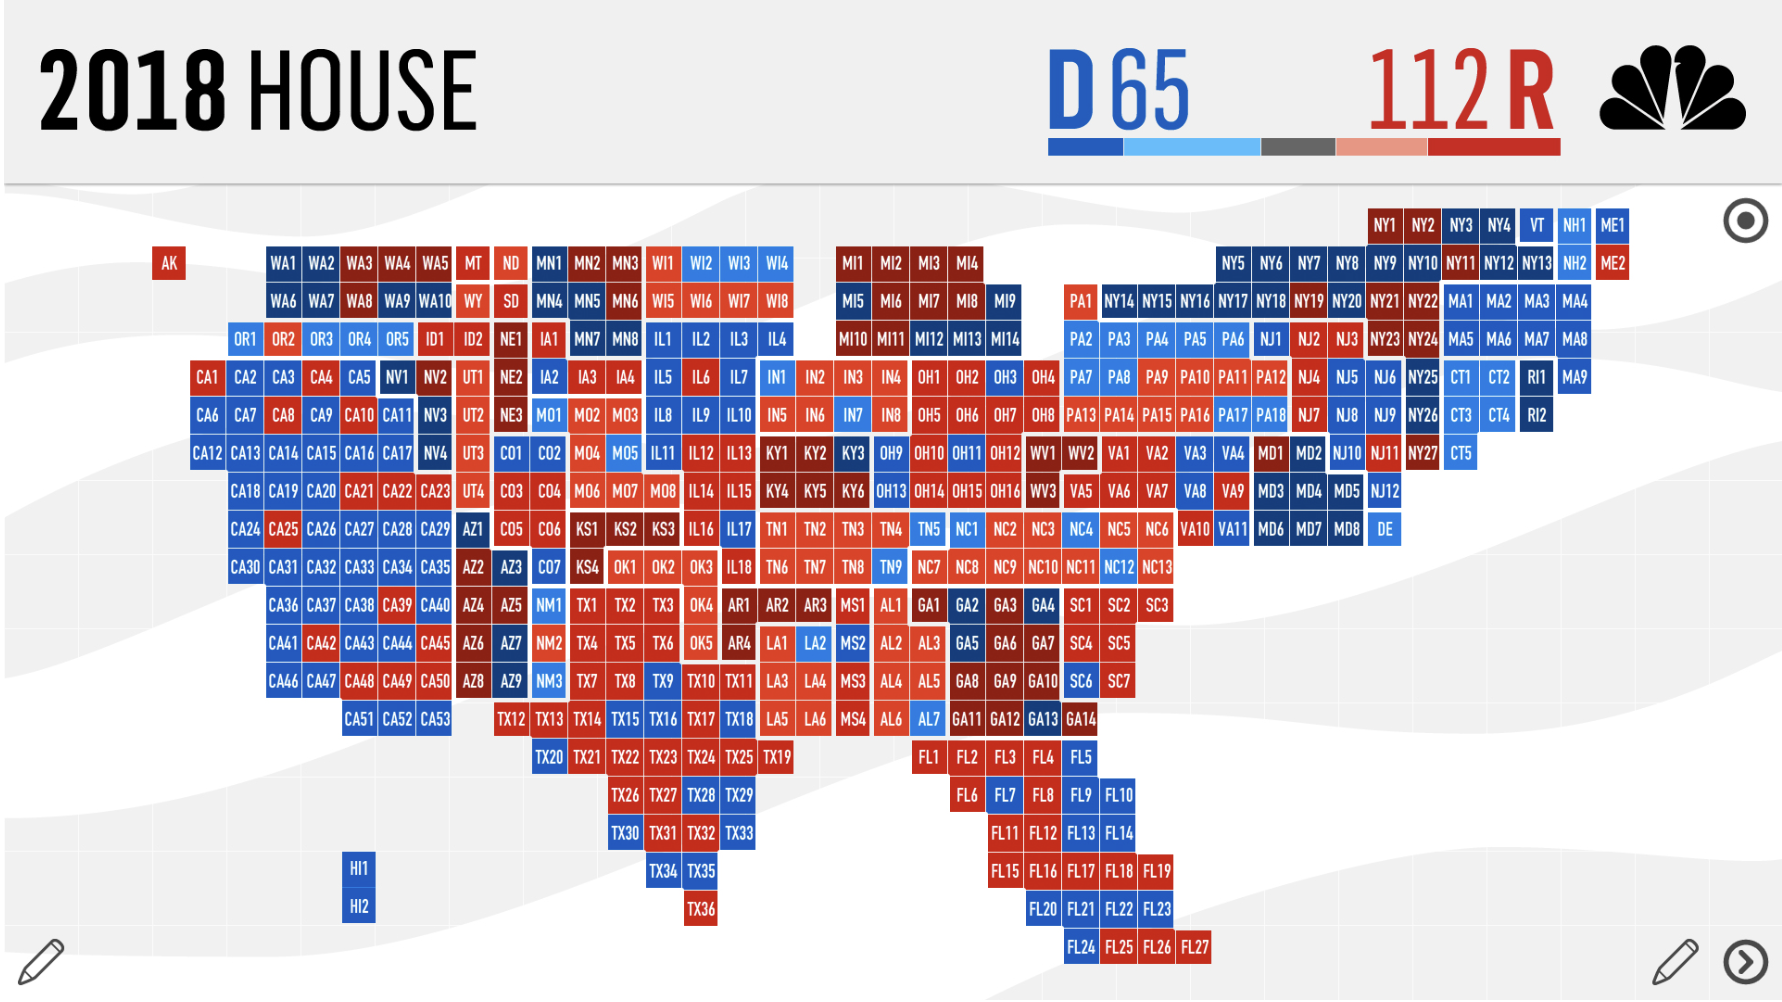 2018 HOUSE D 65 112 R
NY1 NY2 NY3 NY4 VT NH1 ME1
AK WA1 WA2 WA3 WA4 WA5 MT ND MN1 MN2 MN3 WI1 WI2 WI3 WI4 MI1 MI2 MI3 MI4 NY5 NY6 NY7 NY8 NY9 NY10 NY11 NY12 NY13 NH2 ME2
WA6 WA7 WA8 WA9 WA10 WY SD MN4 MN5 MN6 WI5 WI6 WI7 WI8 MI5 MI6 MI7 MI8 MI9 PA1 NY14 NY15 NY16 NY17 NY18 NY19 NY20 NY21 NY22 MA1 MA2 MA3 MA4
OR1 OR2 OR3 OR4 OR5 ID1 ID2 NE1 IA1 MN7 MN8 IL1 IL2 IL3 IL4 MI10 MI11 MI12 MI13 MI14 PA2 PA3 PA4 PA5 PA6 NJ1 NJ2 NJ3 NY23 NY24 MA5 MA6 MA7 MA8
CA1 CA2 CA3 CA4 CA5 NV1 NV2 UT1 NE2 IA2 IA3 IA4 IL5 IL6 IL7 IN1 IN2 IN3 IN4 OH1 OH2 OH3 OH4 PA7 PA8 PA9 PA10 PA11 PA12 NJ4 NJ5 NJ6 NY25 CT1 CT2 RI1 MA9
CA6 CA7 CA8 CA9 CA10 CA11 NV3 UT2 NE3 MO1 MO2 MO3 IL8 IL9 IL10 IN5 IN6 IN7 IN8 OH5 OH6 OH7 OH8 PA13 PA14 PA15 PA16 PA17 PA18 NJ7 NJ8 NJ9 NY26 CT3 CT4 RI2
CA12 CA13 CA14 CA15 CA16 CA17 NV4 UT3 CO1 CO2 MO4 MO5 IL11 IL12 IL13 KY1 KY2 KY3 OH9 OH10 OH11 OH12 WV1 WV2 VA1 VA2 VA3 VA4 MD1 MD2 NJ10 NJ11 NY27 CT5
CA18 CA19 CA20 CA21 CA22 CA23 UT4 CO3 CO4 MO6 MO7 MO8 IL14 IL15 KY4 KY5 KY6 OH13 OH14 OH15 OH16 WV3 VA5 VA6 VA7 VA8 VA9 MD3 MD4 MD5 NJ12
CA24 CA25 CA26 CA27 CA28 CA29 AZ1 CO5 CO6 KS1 KS2 KS3 IL16 IL17 TN1 TN2 TN3 TN4 TN5 NC1 NC2 NC3 NC4 NC5 NC6 VA10 VA11 MD6 MD7 MD8 DE
CA30 CA31 CA32 CA33 CA34 CA35 AZ2 AZ3 CO7 KS4 OK1 OK2 OK3 IL18 TN6 TN7 TN8 TN9 NC7 NC8 NC9 NC10 NC11 NC12 NC13
CA36 CA37 CA38 CA39 CA40 AZ4 AZ5 NM1 TX1 TX2 TX3 OK4 AR1 AR2 AR3 MS1 AL1 GA1 GA2 GA3 GA4 SC1 SC2 SC3
CA41 CA42 CA43 CA44 CA45 AZ6 AZ7 NM2 TX4 TX5 TX6 OK5 AR4 LA1 LA2 MS2 AL2 AL3 GA5 GA6 GA7 SC4 SC5
CA46 CA47 CA48 CA49 CA50 AZ8 AZ9 NM3 TX7 TX8 TX9 TX10 TX11 LA3 LA4 MS3 AL4 AL5 GA8 GA9 GA10 SC6 SC7
CA51 CA52 CA53 TX12 TX13 TX14 TX15 TX16 TX17 TX18 LA5 LA6 MS4 AL6 AL7 GA11 GA12 GA13 GA14
TX20 TX21 TX22 TX23 TX24 TX25 TX19 FL1 FL2 FL3 FL4 FL5
TX26 TX27 TX28 TX29 FL6 FL7 FL8 FL9 FL10
TX30 TX31 TX32 TX33 FL11 FL12 FL13 FL14
HI1 TX34 TX35 FL15 FL16 FL17 FL18 FL19
HI2 TX36 FL20 FL21 FL22 FL23
FL24 FL25 FL26 FL27